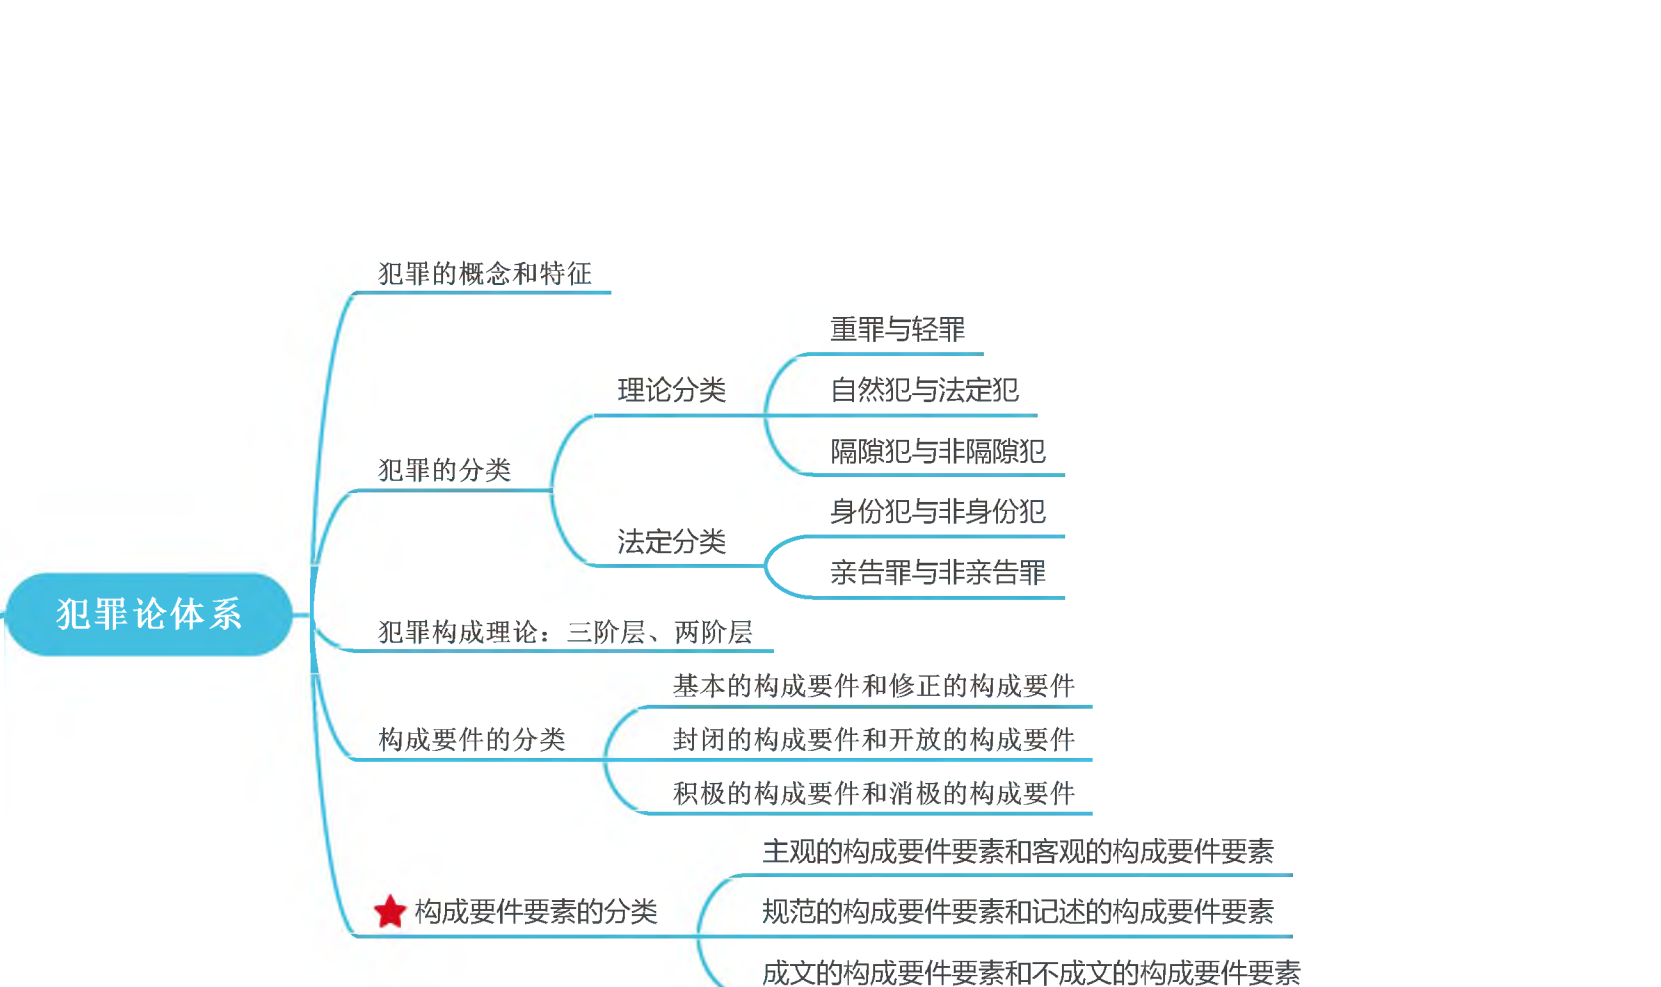 犯罪论体系
犯罪的概念和特征
犯罪的分类
理论分类
重罪与轻罪
自然犯与法定犯
隔隙犯与非隔隙犯
法定分类
身份犯与非身份犯
亲告罪与非亲告罪
犯罪构成理论：三阶层、两阶层
构成要件的分类
基本的构成要件和修正的构成要件
封闭的构成要件和开放的构成要件
积极的构成要件和消极的构成要件
构成要件要素的分类
主观的构成要件要素和客观的构成要件要素
规范的构成要件要素和记述的构成要件要素
成文的构成要件要素和不成文的构成要件要素